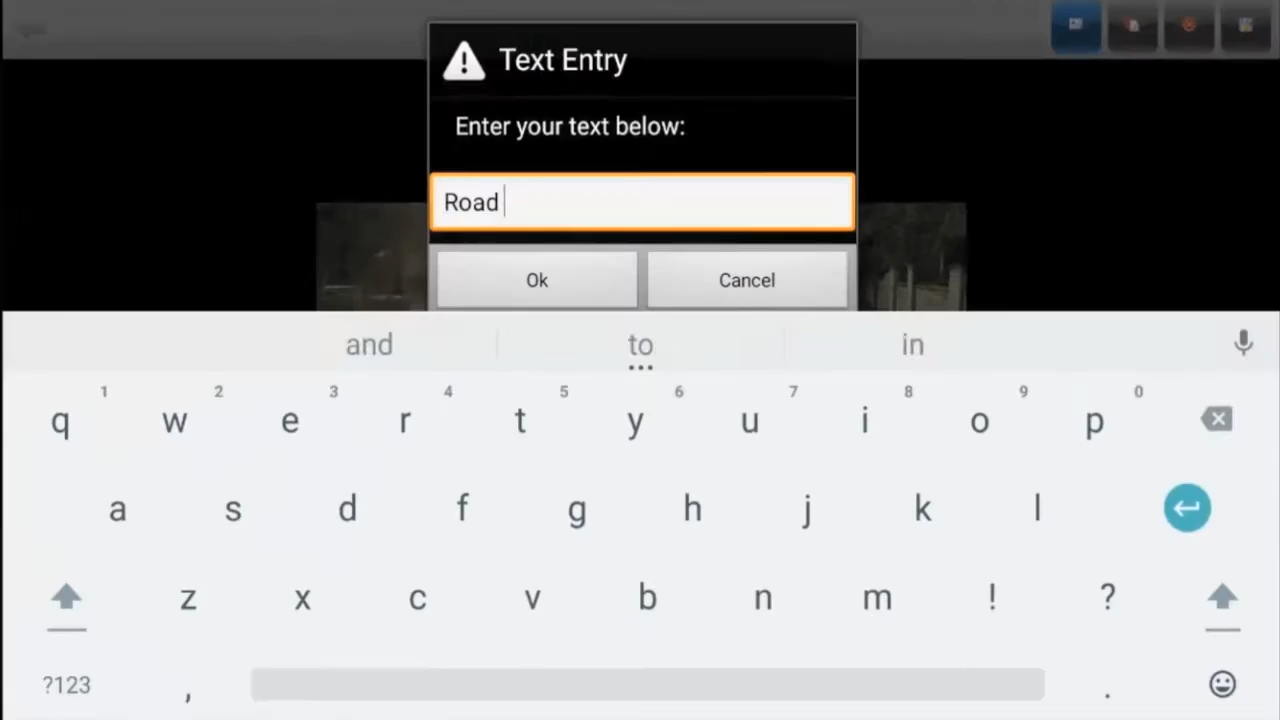 Text Entry
Enter your text below:
Road
Ok Cancel
and to in
1 2 3 4 5 6 7 8 9 0
q w e r t y u i o p
a s d f g h j k l
z x c v b n m ! ?
?123 , .